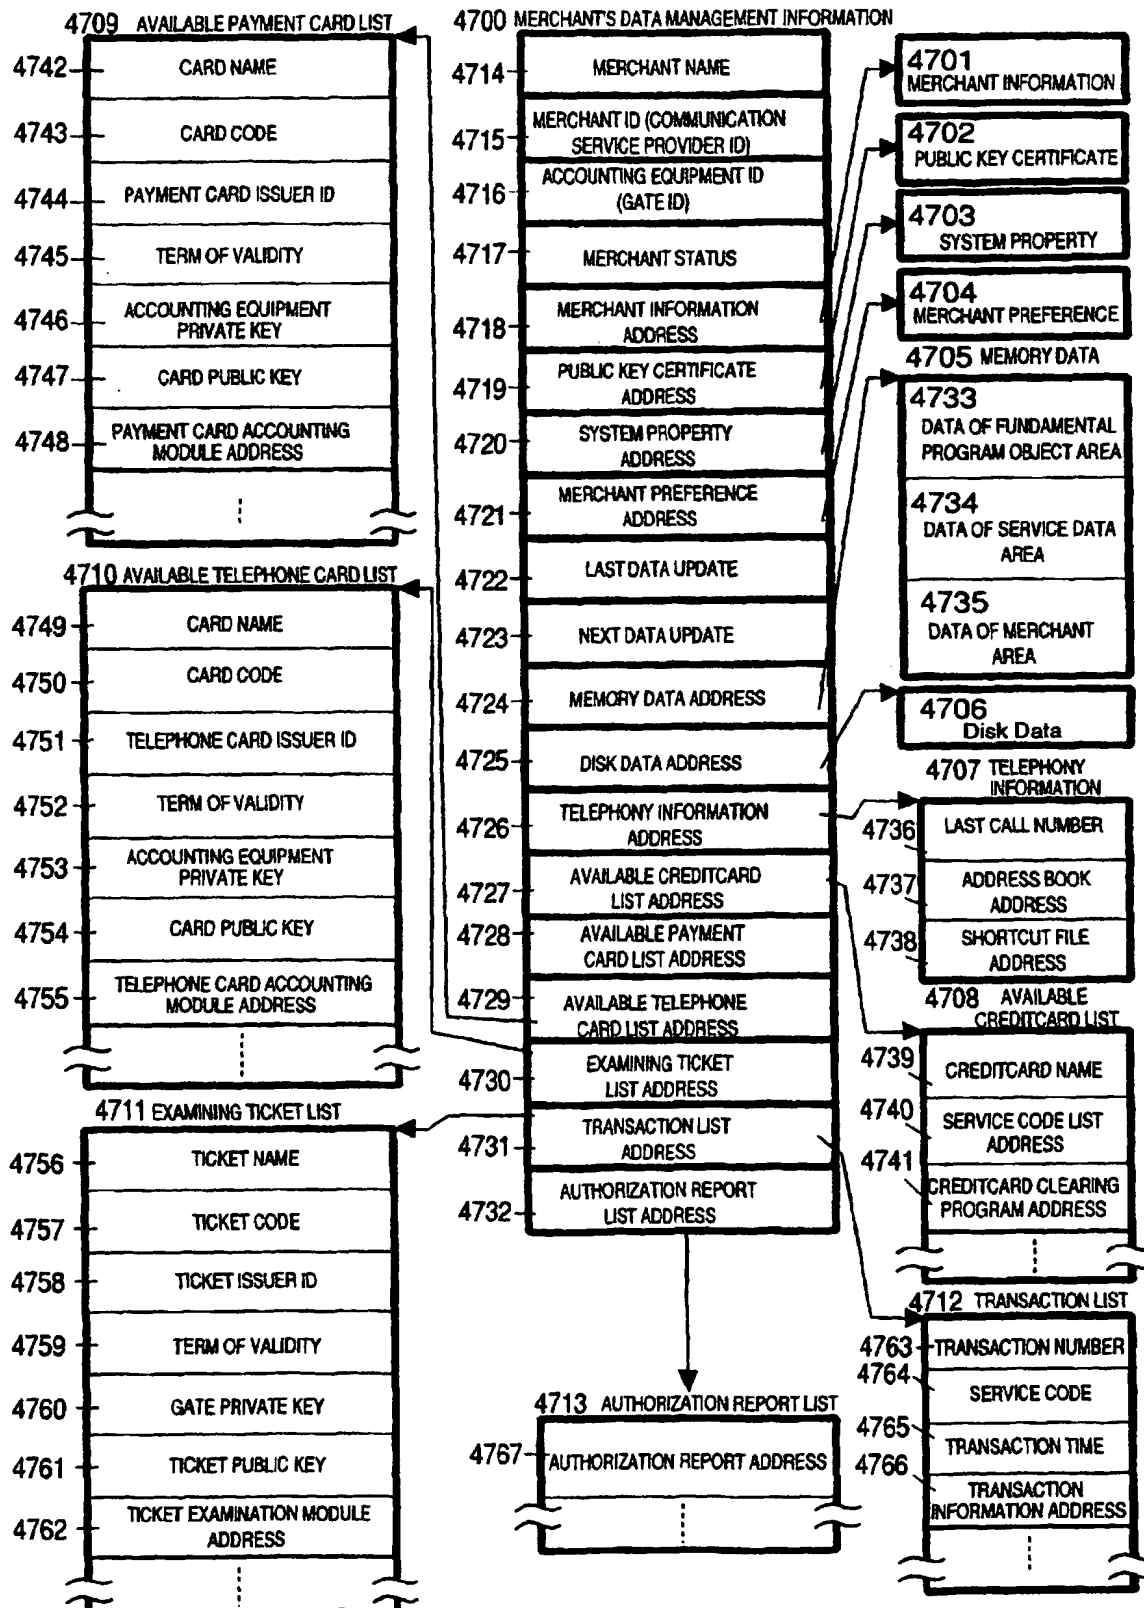 4709 AVAILABLE PAYMENT CARD LIST
4742 CARD NAME
4743 CARD CODE
4744 PAYMENT CARD ISSUER ID
4745 TERM OF VALIDITY
4746 ACCOUNTING EQUIPMENT
PRIVATE KEY
4747 CARD PUBLIC KEY
4748 PAYMENT CARD ACCOUNTING
MODULE ADDRESS
4710 AVAILABLE TELEPHONE CARD LIST
4749 CARD NAME
4750 CARD CODE
4751 TELEPHONE CARD ISSUER ID
4752 TERM OF VALIDITY
4753 ACCOUNTING EQUIPMENT
PRIVATE KEY
4754 CARD PUBLIC KEY
4755 TELEPHONE CARD ACCOUNTING
MODULE ADDRESS
4711 EXAMINING TICKET LIST
4756 TICKET NAME
4757 TICKET CODE
4758 TICKET ISSUER ID
4759 TERM OF VALIDITY
4760 GATE PRIVATE KEY
4761 TICKET PUBLIC KEY
4762 TICKET EXAMINATION MODULE
ADDRESS
4700 MERCHANT'S DATA MANAGEMENT INFORMATION
4714 MERCHANT NAME
4715 MERCHANT ID (COMMUNICATION
SERVICE PROVIDER ID)
4716 ACCOUNTING EQUIPMENT ID
(GATE ID)
4717 MERCHANT STATUS
4718 MERCHANT INFORMATION
ADDRESS
4719 PUBLIC KEY CERTIFICATE
ADDRESS
4720 SYSTEM PROPERTY
ADDRESS
4721 MERCHANT PREFERENCE
ADDRESS
4722 LAST DATA UPDATE
4723 NEXT DATA UPDATE
4724 MEMORY DATA ADDRESS
4725 DISK DATA ADDRESS
4726 TELEPHONY INFORMATION
ADDRESS
4727 AVAILABLE CREDITCARD
LIST ADDRESS
4728 AVAILABLE PAYMENT
CARD LIST ADDRESS
4729 AVAILABLE TELEPHONE
CARD LIST ADDRESS
4730 EXAMINING TICKET
LIST ADDRESS
4731 TRANSACTION LIST
ADDRESS
4732 AUTHORIZATION REPORT
LIST ADDRESS
4713 AUTHORIZATION REPORT LIST
4767 AUTHORIZATION REPORT ADDRESS
4701
MERCHANT INFORMATION
4702
PUBLIC KEY CERTIFICATE
4703
SYSTEM PROPERTY
4704
MERCHANT PREFERENCE
4705 MEMORY DATA
4733
DATA OF FUNDAMENTAL
PROGRAM OBJECT AREA
4734
DATA OF SERVICE DATA
AREA
4735
DATA OF MERCHANT
AREA
4706
Disk Data
4707 TELEPHONY
INFORMATION
4736 LAST CALL NUMBER
4737 ADDRESS BOOK
ADDRESS
4738 SHORTCUT FILE
ADDRESS
4708 AVAILABLE
CREDITCARD LIST
4739 CREDITCARD NAME
4740 SERVICE CODE LIST
ADDRESS
4741 CREDITCARD CLEARING
PROGRAM ADDRESS
4712 TRANSACTION LIST
4763 TRANSACTION NUMBER
4764 SERVICE CODE
4765 TRANSACTION TIME
4766 TRANSACTION
INFORMATION ADDRESS